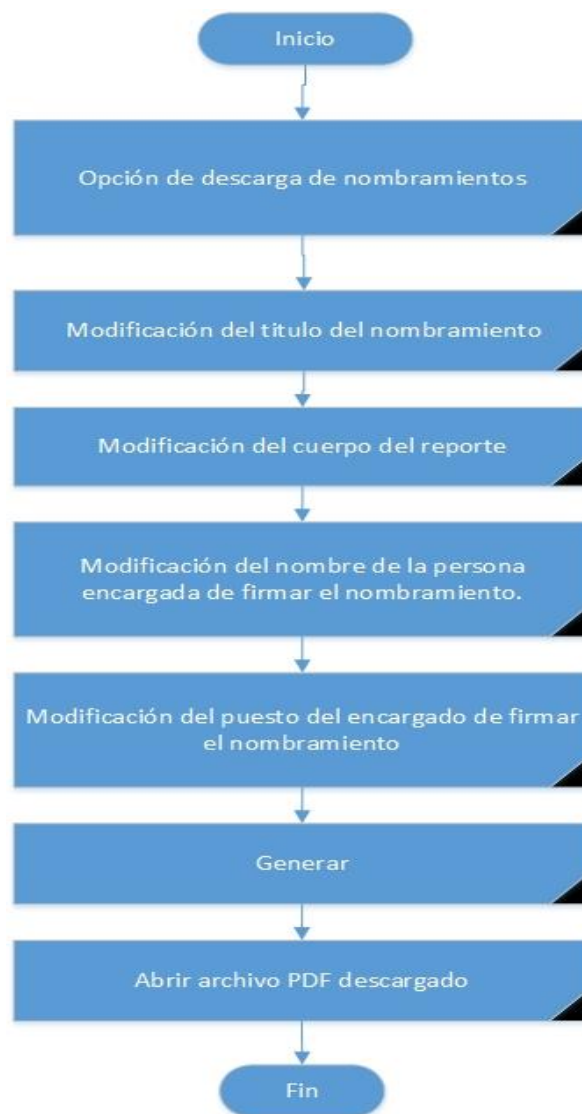 Inicio
Opción de descarga de nombramientos
Modificación del titulo del nombramiento
Modificación del cuerpo del reporte
Modificación del nombre de la persona
encargada de firmar el nombramiento.
Modificación del puesto del encargado de firmar
el nombramiento
Generar
Abrir archivo PDF descargado
Fin